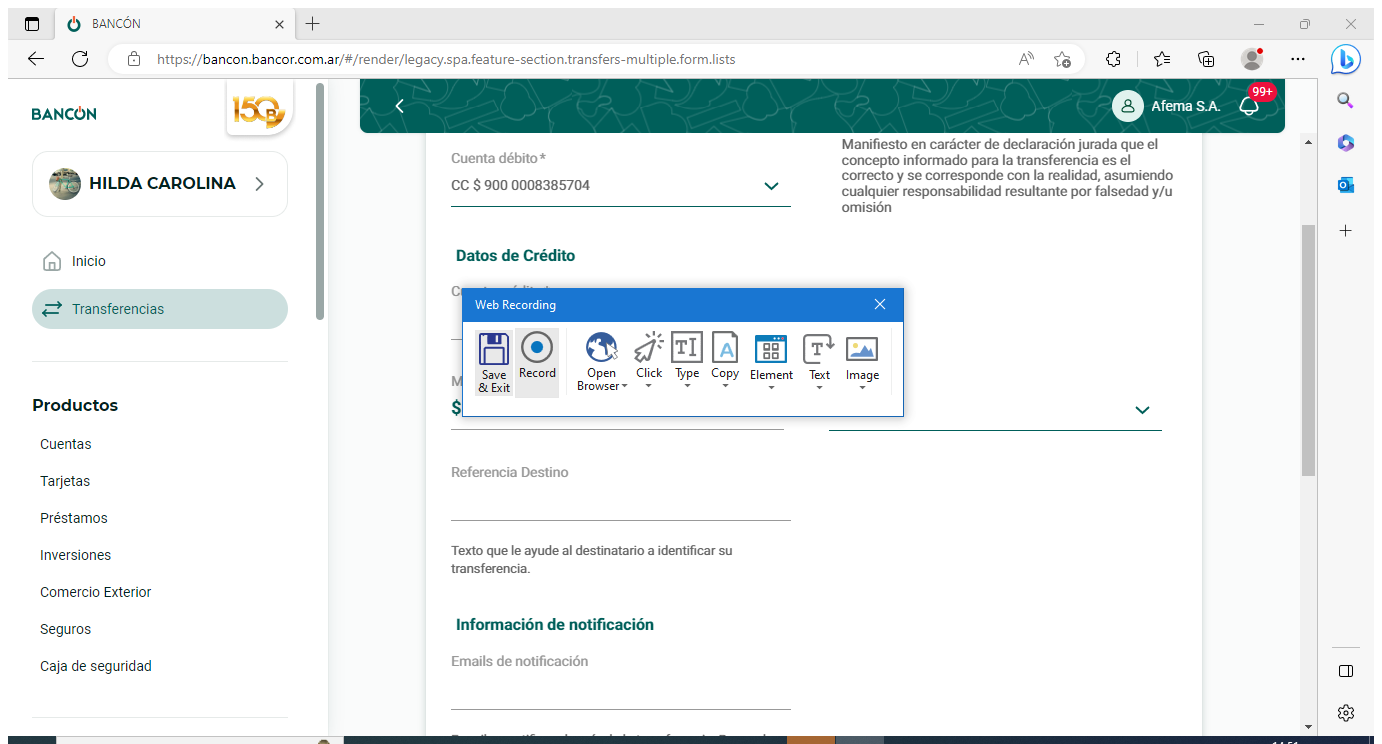 BANCÓN
https://bancon.bancor.com.ar/#/render/legacy.spa.feature-section.transfers-multiple.form.lists
BANCÓN
150
HILDA CAROLINA
Inicio
Transferencias
Productos
Cuentas
Tarjetas
Préstamos
Inversiones
Comercio Exterior
Seguros
Caja de seguridad
Afema S.A.
99+
Cuenta débito*
CC $ 900 0008385704
Manifiesto en carácter de declaración jurada que el
concepto informado para la transferencia es el
correcto y se corresponde con la realidad, asumiendo
cualquier responsabilidad resultante por falsedad y/u
omisión
Datos de Crédito
Web Recording
Save
& Exit
Record
Open
Browser
Click
Type
Copy
Element
Text
Image
$
Referencia Destino
Texto que le ayude al destinatario a identificar su
transferencia.
Información de notificación
Emails de notificación